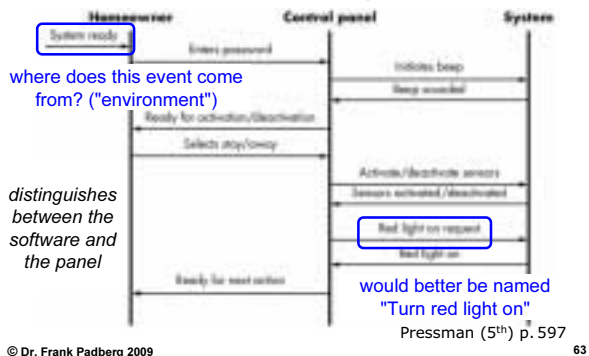 Homeowner Control panel System
System ready
Enters password
where does this event come
from? ("environment")
Initiates beep
Beep sounded
Ready for activation/deactivation
Selects stay/away
Activate/deactivate sensors
Sensors activated/deactivated
distinguishes
between the
software and
the panel
Red light on request
Red light on
Ready for next action
would better be named
"Turn red light on"
Pressman (5th) p. 597
© Dr. Frank Padberg 2009 63